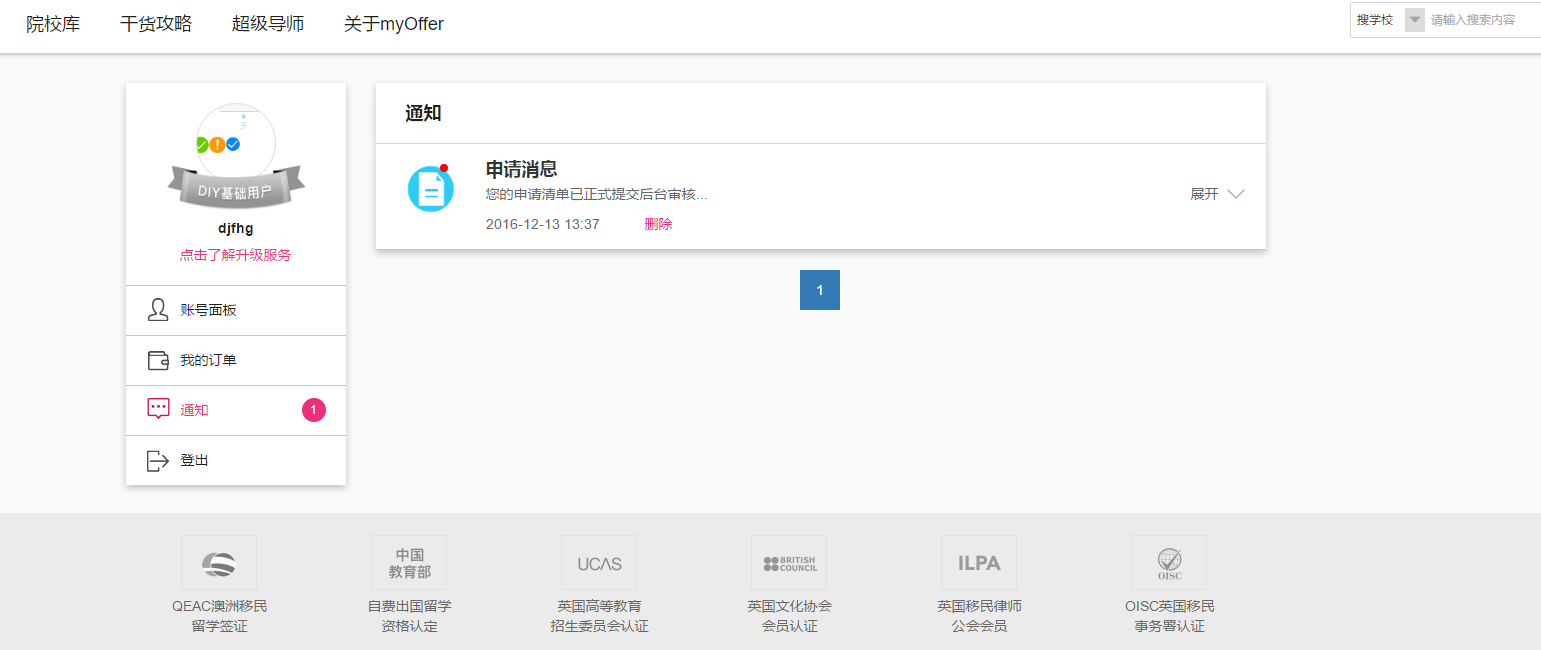 院校库 干货攻略 超级导师 关于myOffer 搜学校 请输入搜索内容
DIY基础用户
djfhg
点击了解升级服务
账号面板
我的订单
通知 1
登出
通知
申请消息
您的申请清单已正式提交后台审核...
展开
2016-12-13 13:37 删除
1
中国
教育部
UCAS
BRITISH
COUNCIL
ILPA
OISC
QEAC澳洲移民
留学签证
自费出国留学
资格认定
英国高等教育
招生委员会认证
英国文化协会
会员认证
英国移民律师
公会会员
OISC英国移民
事务署认证